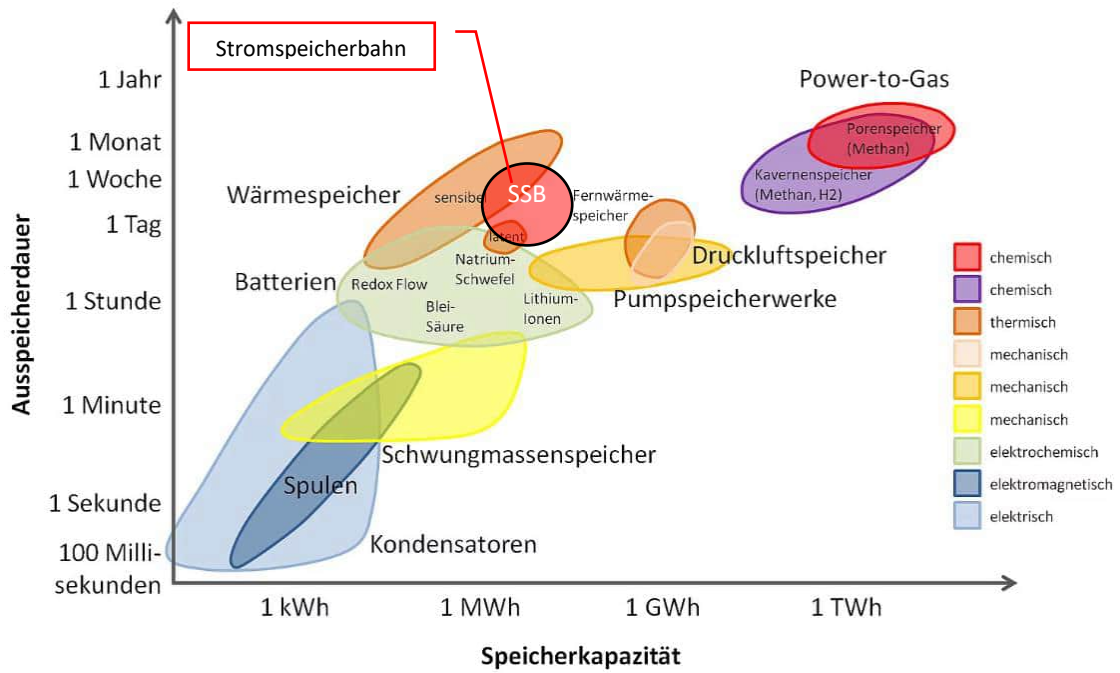 Stromspeicherbahn
1 Jahr
1 Monat
1 Woche
1 Tag
1 Stunde
1 Minute
1 Sekunde
100 Milli-
sekunden
Ausspeicherdauer
Power-to-Gas
Porenspeicher
(Methan)
Kavernenspeicher
(Methan, H2)
Wärmespeicher
sensibel
SSB
Fernwärme-
speicher
latent
Druckluftspeicher
Pumpspeicherwerke
Batterien
Redox Flow
Natrium-
Schwefel
Blei-
Säure
Lithium-
Ionen
Schwungmassenspeicher
Spulen
Kondensatoren
chemisch
chemisch
thermisch
mechanisch
mechanisch
mechanisch
elektrochemisch
elektromagnetisch
elektrisch
1 kWh
1 MWh
1 GWh
1 TWh
Speicherkapazität